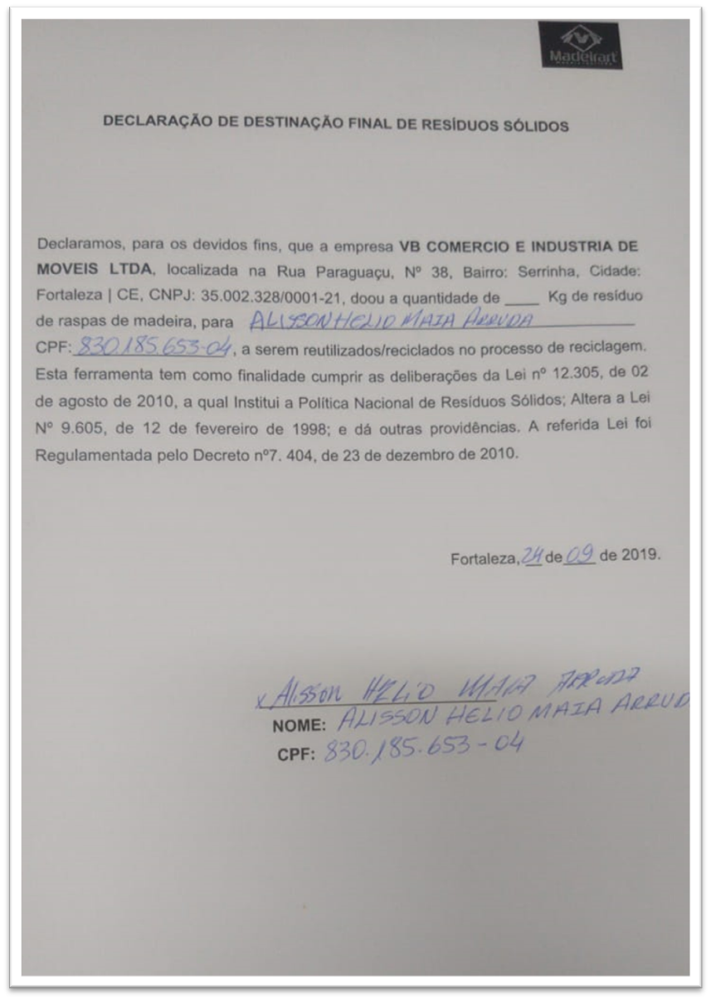 Madeirart
DECLARAÇÃO DE DESTINAÇÃO FINAL DE RESÍDUOS SÓLIDOS
Declaramos, para os devidos fins, que a empresa VB COMERCIO E INDUSTRIA DE
MOVEIS LTDA, localizada na Rua Paraguaçu, Nº 38, Bairro: Serrinha, Cidade:
Fortaleza | CE, CNPJ: 35.002.328/0001-21, doou a quantidade de ____ Kg de resíduo
de raspas de madeira, para ALISSON HELIO MAIA ARRUDA
CPF: 830.185.653-04, a serem reutilizados/reciclados no processo de reciclagem.
Esta ferramenta tem como finalidade cumprir as deliberações da Lei nº 12.305, de 02
de agosto de 2010, a qual Institui a Política Nacional de Resíduos Sólidos; Altera a Lei
Nº 9.605, de 12 de fevereiro de 1998; e dá outras providências. A referida Lei foi
Regulamentada pelo Decreto nº7. 404, de 23 de dezembro de 2010.
Fortaleza, 24 de 09 de 2019.
x Alisson HELIO MAIA ARRUDA
NOME: ALISSON HELIO MAIA ARRUD
CPF: 830.185.653-04